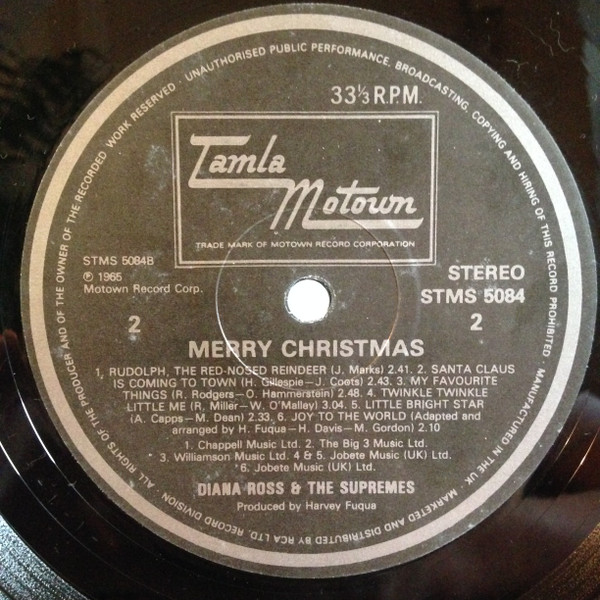 ALL RIGHTS OF THE PRODUCER AND OF THE OWNER OF THE RECORDED WORK RESERVED · UNAUTHORISED PUBLIC PERFORMANCE, BROADCASTING, COPYING AND HIRING OF THIS RECORD PROHIBITED · MANUFACTURED IN THE UK · MARKETED AND DISTRIBUTED BY RCA LTD. RECORD DIVISION
33⅓ R.P.M.
Tamla
Motown
TRADE MARK OF MOTOWN RECORD CORPORATION
STMS 5084B
℗ 1965
Motown Record Corp.
2
STEREO
STMS 5084
2
MERRY CHRISTMAS
1. RUDOLPH, THE RED-NOSED REINDEER (J. Marks) 2.41. 2. SANTA CLAUS
IS COMING TO TOWN (H. Gillespie–J. Coots) 2.43. 3. MY FAVOURITE
THINGS (R. Rodgers–O. Hammerstein) 2.48. 4. TWINKLE TWINKLE
LITTLE ME (R. Miller–W. O'Malley) 3.04. 5. LITTLE BRIGHT STAR
(A. Capps–M. Dean) 2.33. 6. JOY TO THE WORLD (Adapted and
arranged by H. Fuqua–H. Davis–M. Gordon) 2.10
1. Chappell Music Ltd. 2. The Big 3 Music Ltd.
3. Williamson Music Ltd. 4 & 5. Jobete Music (UK) Ltd.
6. Jobete Music (UK) Ltd.
DIANA ROSS & THE SUPREMES
Produced by Harvey Fuqua